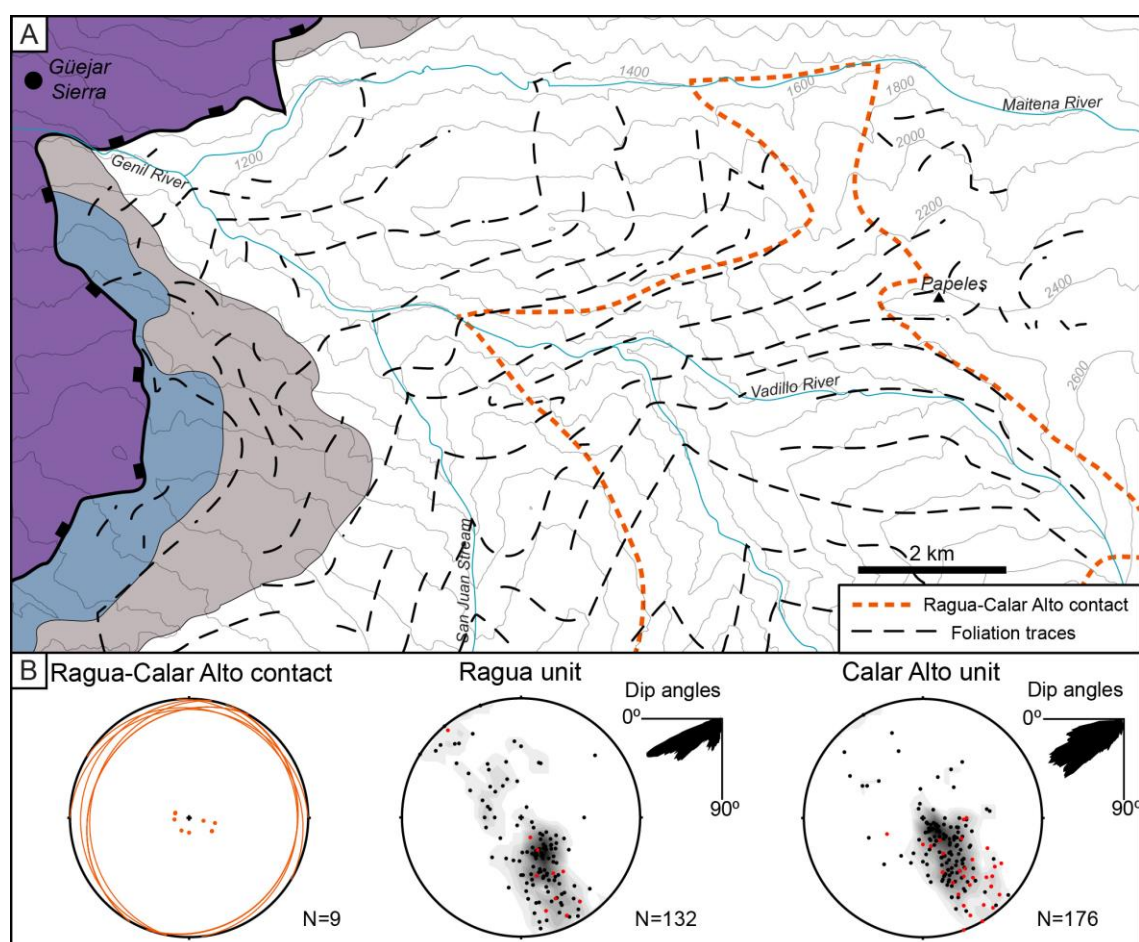 A
Güejar
Sierra
1400
1600
1800
Maitena River
2000
1200
Genil River
2200
Papeles
2400
2600
Vadillo River
San Juan Stream
2 km
Ragua-Calar Alto contact
Foliation traces
B
Ragua-Calar Alto contact
N=9
Ragua unit
Dip angles
0º
90º
N=132
Calar Alto unit
Dip angles
0º
90º
N=176